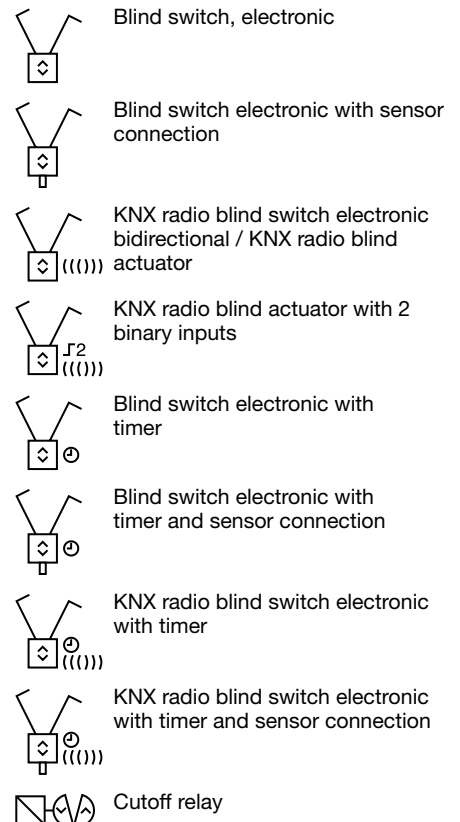 Blind switch, electronic
Blind switch electronic with sensor
connection
KNX radio blind switch electronic
bidirectional / KNX radio blind
actuator
KNX radio blind actuator with 2
binary inputs
2
Blind switch electronic with
timer
Blind switch electronic with
timer and sensor connection
KNX radio blind switch electronic
with timer
KNX radio blind switch electronic
with timer and sensor connection
Cutoff relay